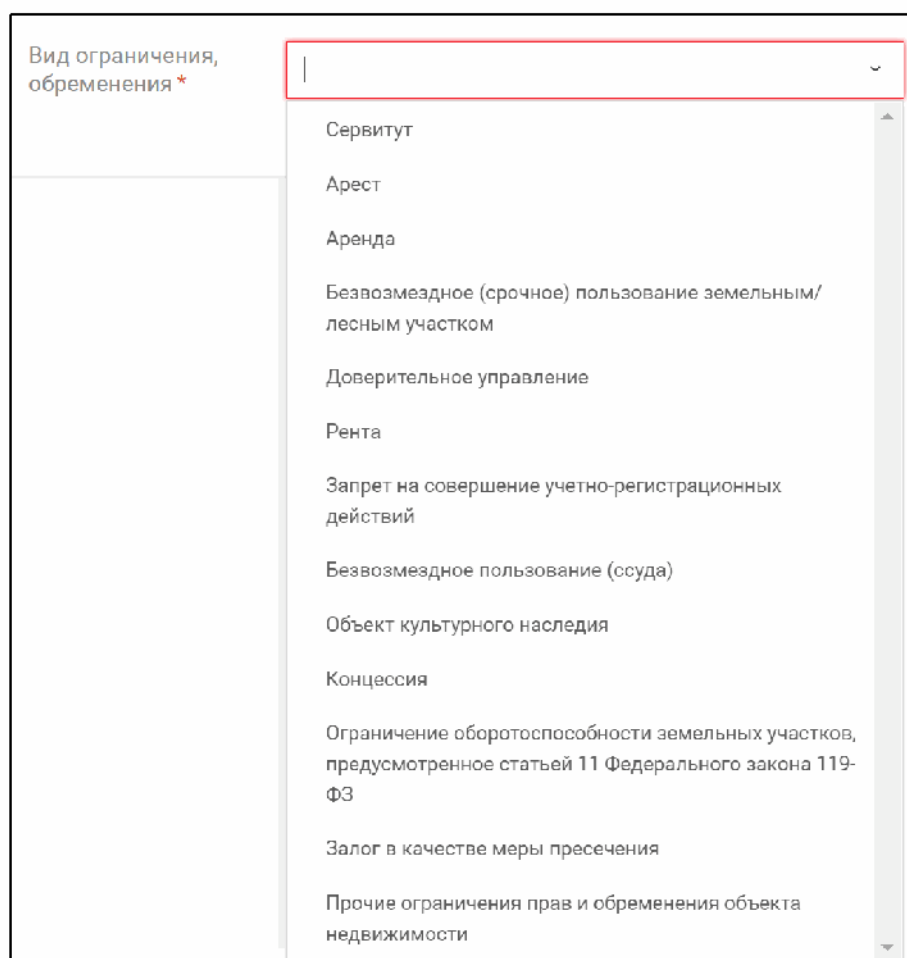 Вид ограничения,
обременения *
Сервитут
Арест
Аренда
Безвозмездное (срочное) пользование земельным/
лесным участком
Доверительное управление
Рента
Запрет на совершение учетно-регистрационных
действий
Безвозмездное пользование (ссуда)
Объект культурного наследия
Концессия
Ограничение оборотоспособности земельных участков,
предусмотренное статьей 11 Федерального закона 119-
ФЗ
Залог в качестве меры пресечения
Прочие ограничения прав и обременения объекта
недвижимости